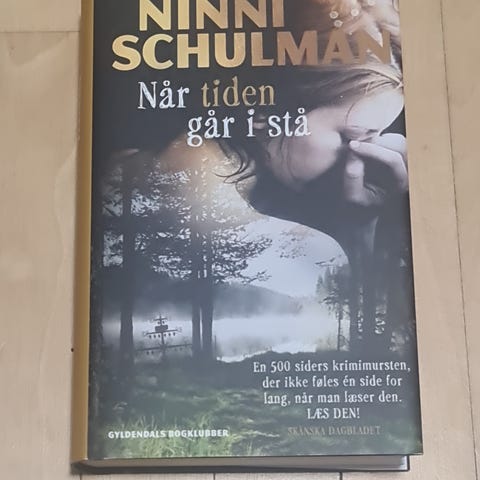 NINNI
SCHULMAN
Når tiden
går i stå
En 500 siders krimimursten,
der ikke føles én side for
lang, når man læser den.
LÆS DEN!
SKÅNSKA DAGBLADET
GYLDENDALS BOGKLUBBER